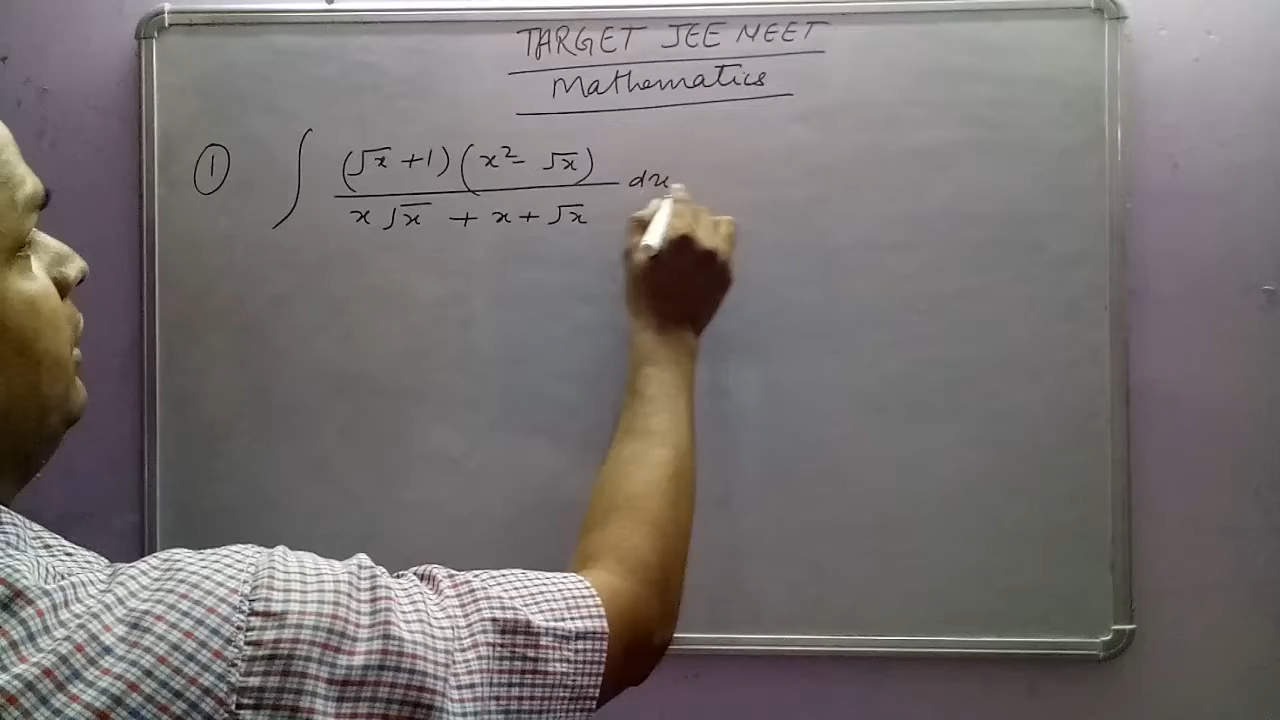 TARGET JEE NEET
Mathematics
① ∫ (√x +1)(x² - √x) / x√x + x + √x dx